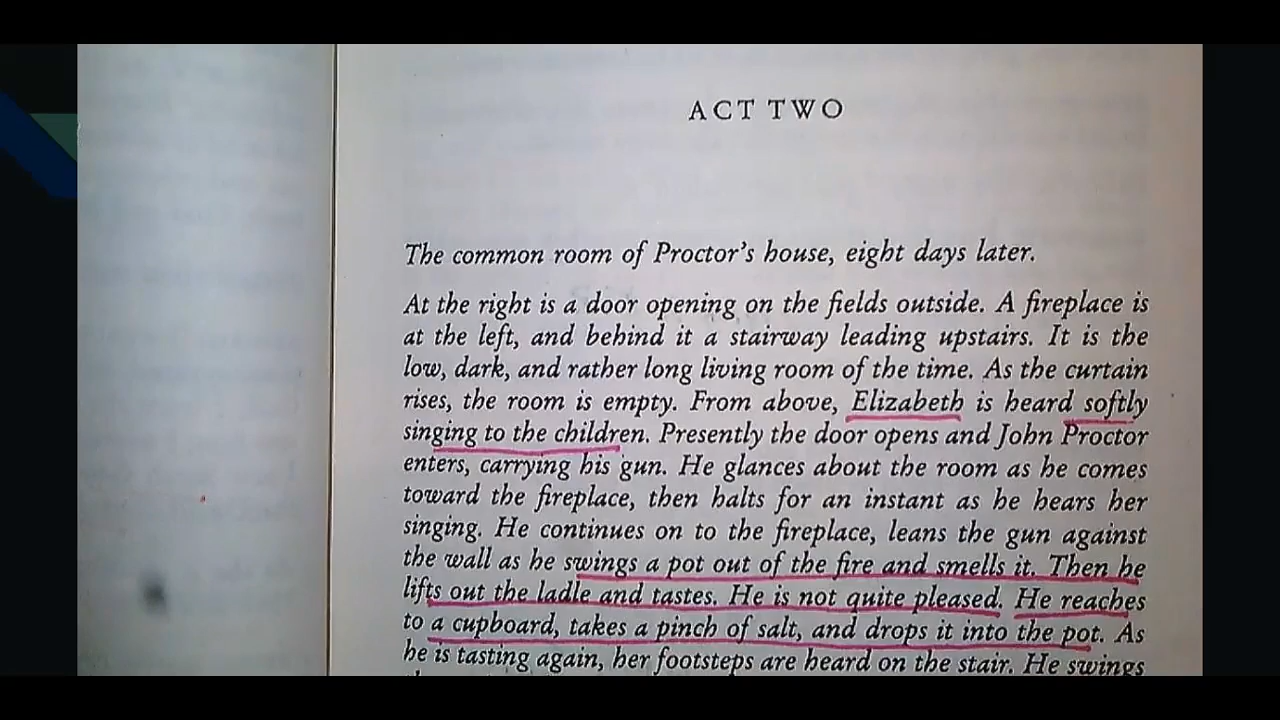 ACT TWO
The common room of Proctor's house, eight days later.
At the right is a door opening on the fields outside. A fireplace is
at the left, and behind it a stairway leading upstairs. It is the
low, dark, and rather long living room of the time. As the curtain
rises, the room is empty. From above, Elizabeth is heard softly
singing to the children. Presently the door opens and John Proctor
enters, carrying his gun. He glances about the room as he comes
toward the fireplace, then halts for an instant as he hears her
singing. He continues on to the fireplace, leans the gun against
the wall as he swings a pot out of the fire and smells it. Then he
lifts out the ladle and tastes. He is not quite pleased. He reaches
to a cupboard, takes a pinch of salt, and drops it into the pot. As
he is tasting again, her footsteps are heard on the stair. He swings